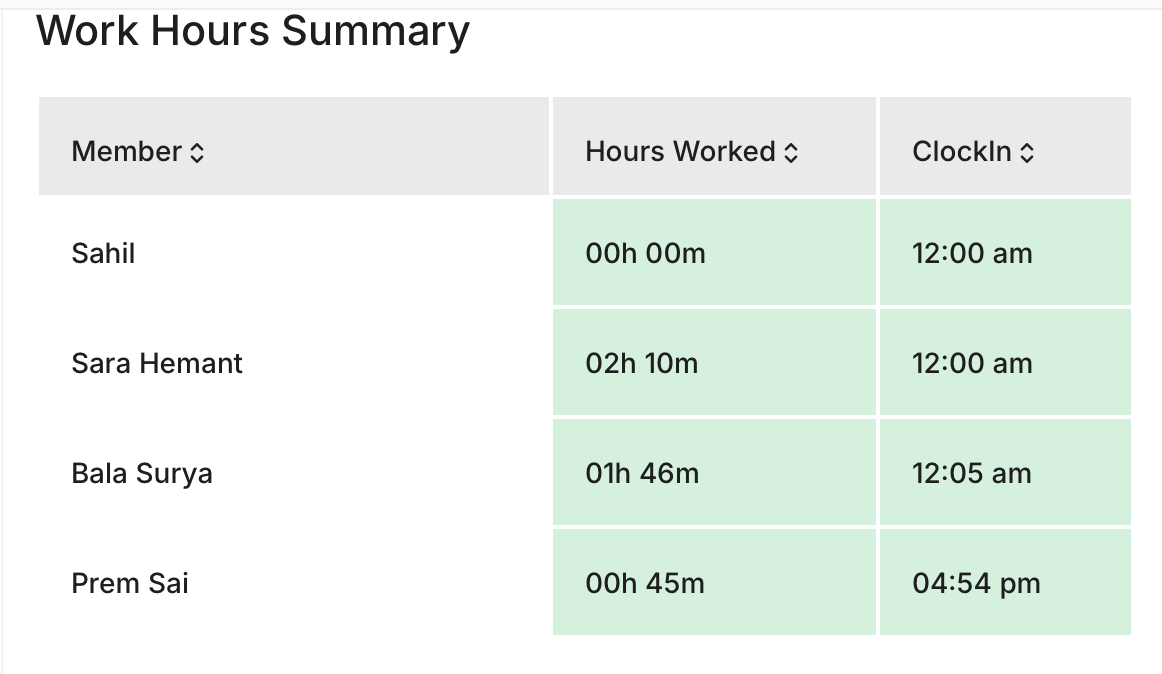 Work Hours Summary
Member Hours Worked ClockIn
Sahil 00h 00m 12:00 am
Sara Hemant 02h 10m 12:00 am
Bala Surya 01h 46m 12:05 am
Prem Sai 00h 45m 04:54 pm